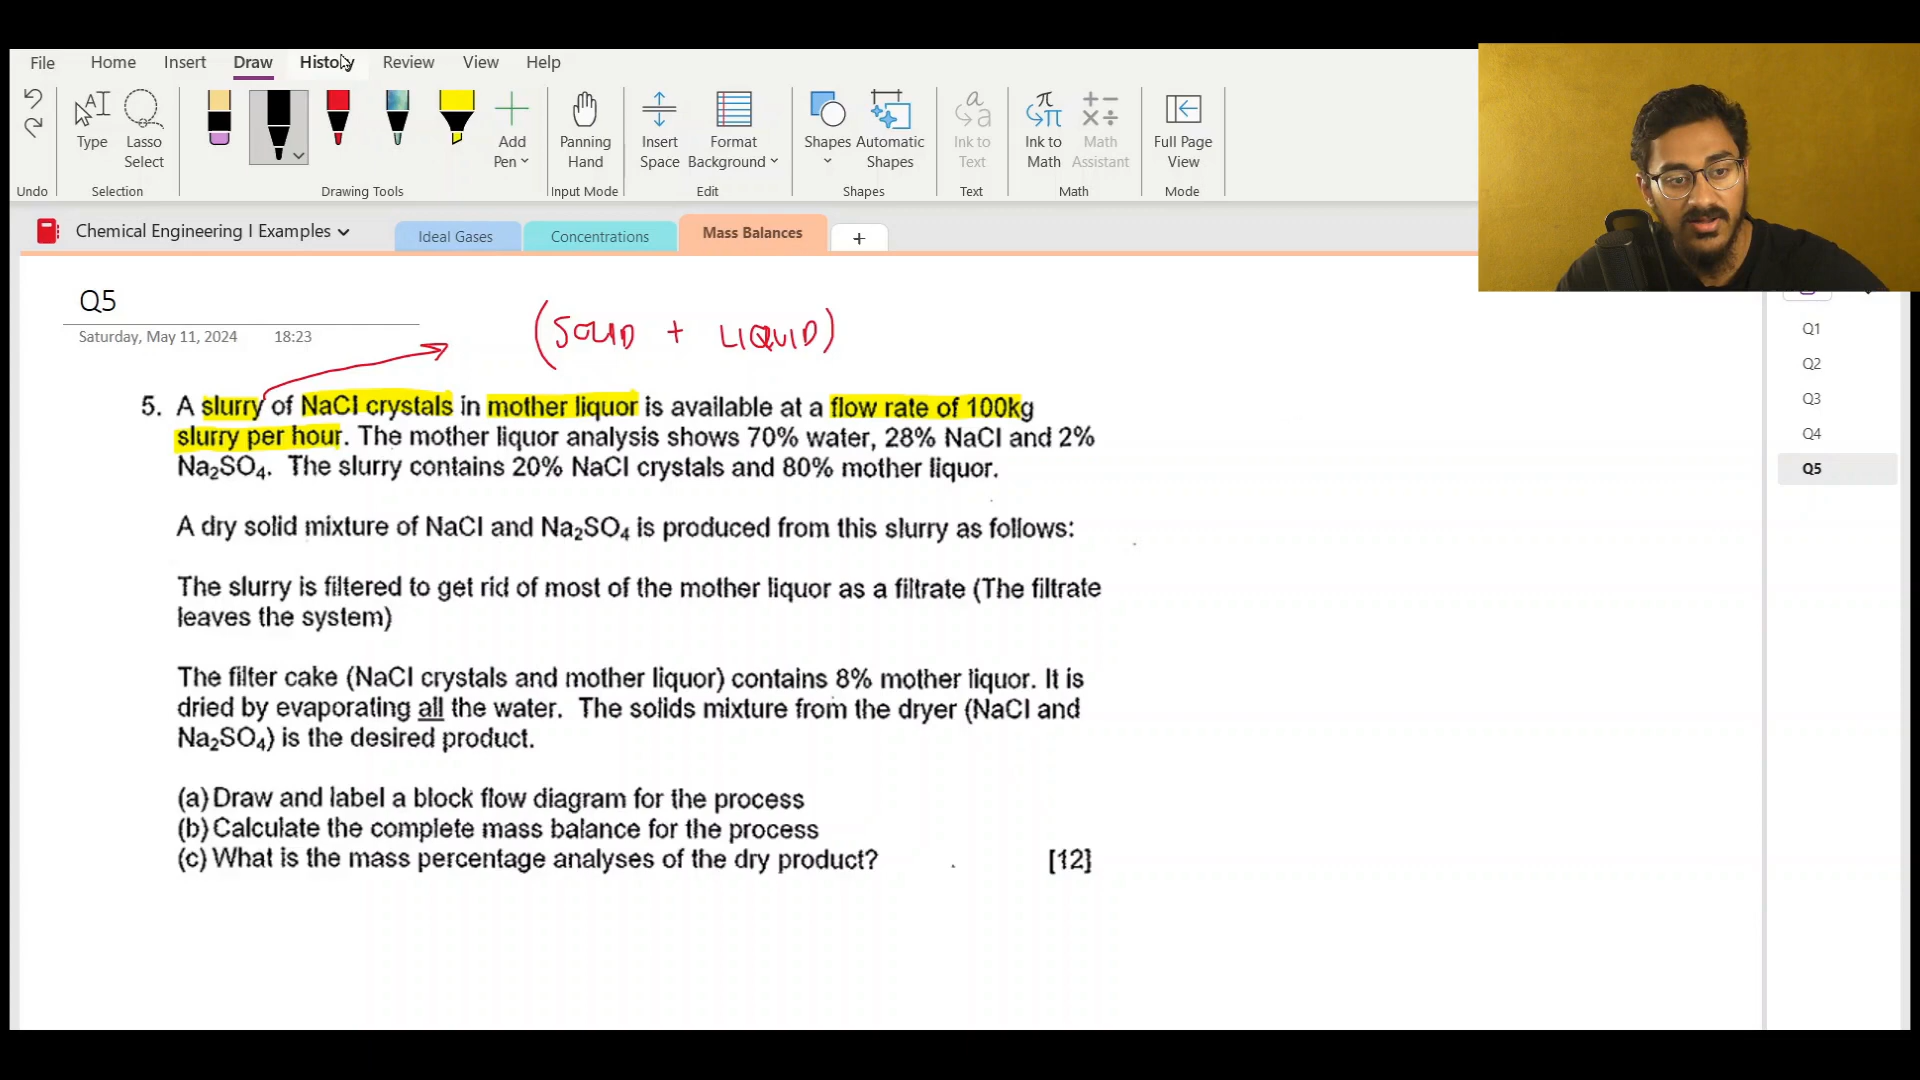 File Home Insert Draw History Review View Help
Type Lasso Select Add Pen Panning Hand Insert Space Format Background Shapes Automatic Shapes Ink to Text Ink to Math Math Assistant Full Page View
Undo Selection Drawing Tools Input Mode Edit Shapes Text Math Mode
Chemical Engineering I Examples Ideal Gases Concentrations Mass Balances +
Q5
Saturday, May 11, 2024 18:23
(SOLID + LIQUID)
5. A slurry of NaCl crystals in mother liquor is available at a flow rate of 100kg
slurry per hour. The mother liquor analysis shows 70% water, 28% NaCl and 2%
Na₂SO₄. The slurry contains 20% NaCl crystals and 80% mother liquor.
A dry solid mixture of NaCl and Na₂SO₄ is produced from this slurry as follows:
The slurry is filtered to get rid of most of the mother liquor as a filtrate (The filtrate
leaves the system)
The filter cake (NaCl crystals and mother liquor) contains 8% mother liquor. It is
dried by evaporating all the water. The solids mixture from the dryer (NaCl and
Na₂SO₄) is the desired product.
(a) Draw and label a block flow diagram for the process
(b) Calculate the complete mass balance for the process
(c) What is the mass percentage analyses of the dry product? [12]
Q1
Q2
Q3
Q4
Q5